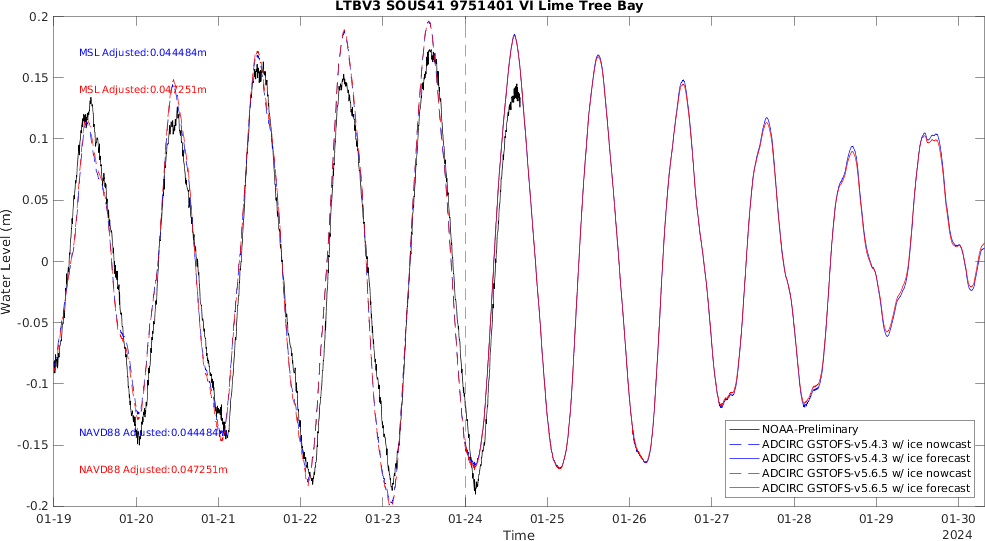 LTBV3 SOUS41 9751401 VI Lime Tree Bay
MSL Adjusted:0.044484m
MSL Adjusted:0.047251m
NAVD88 Adjusted:0.044484m
NAVD88 Adjusted:0.047251m
Water Level (m)
0.2
0.15
0.1
0.05
0
-0.05
-0.1
-0.15
-0.2
NOAA-Preliminary
ADCIRC GSTOFS-v5.4.3 w/ ice nowcast
ADCIRC GSTOFS-v5.4.3 w/ ice forecast
ADCIRC GSTOFS-v5.6.5 w/ ice nowcast
ADCIRC GSTOFS-v5.6.5 w/ ice forecast
01-19 01-20 01-21 01-22 01-23 01-24 01-25 01-26 01-27 01-28 01-29 01-30
2024
Time